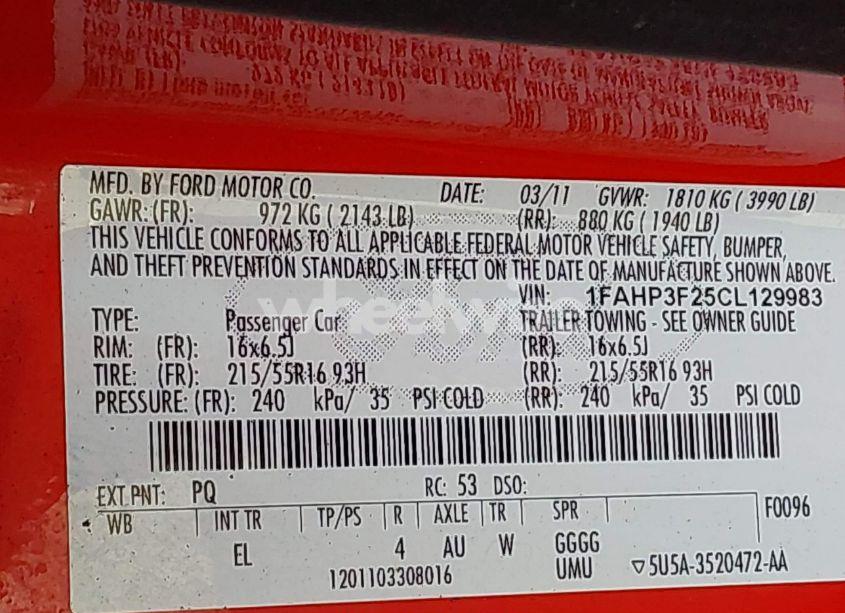 MFD. BY FORD MOTOR CO. DATE: 03/11 GVWR: 1810 KG ( 3990 LB)
GAWR: (FR): 972 KG ( 2143 LB) (RR): 880 KG ( 1940 LB)
THIS VEHICLE CONFORMS TO ALL APPLICABLE FEDERAL MOTOR VEHICLE SAFETY, BUMPER,
AND THEFT PREVENTION STANDARDS IN EFFECT ON THE DATE OF MANUFACTURE SHOWN ABOVE.
VIN: 1FAHP3F25CL129983
TYPE: Passenger Car TRAILER TOWING - SEE OWNER GUIDE
RIM: (FR): 16x6.5J (RR): 16x6.5J
TIRE: (FR): 215/55R16 93H (RR): 215/55R16 93H
PRESSURE: (FR): 240 kPa/ 35 PSI COLD (RR): 240 kPa/ 35 PSI COLD
EXT PNT: PQ RC: 53 DSO:
WB INT TR TP/PS R AXLE TR SPR F0096
EL 4 AU W GGGG
1201103308016 UMU ▽5U5A-3520472-AA